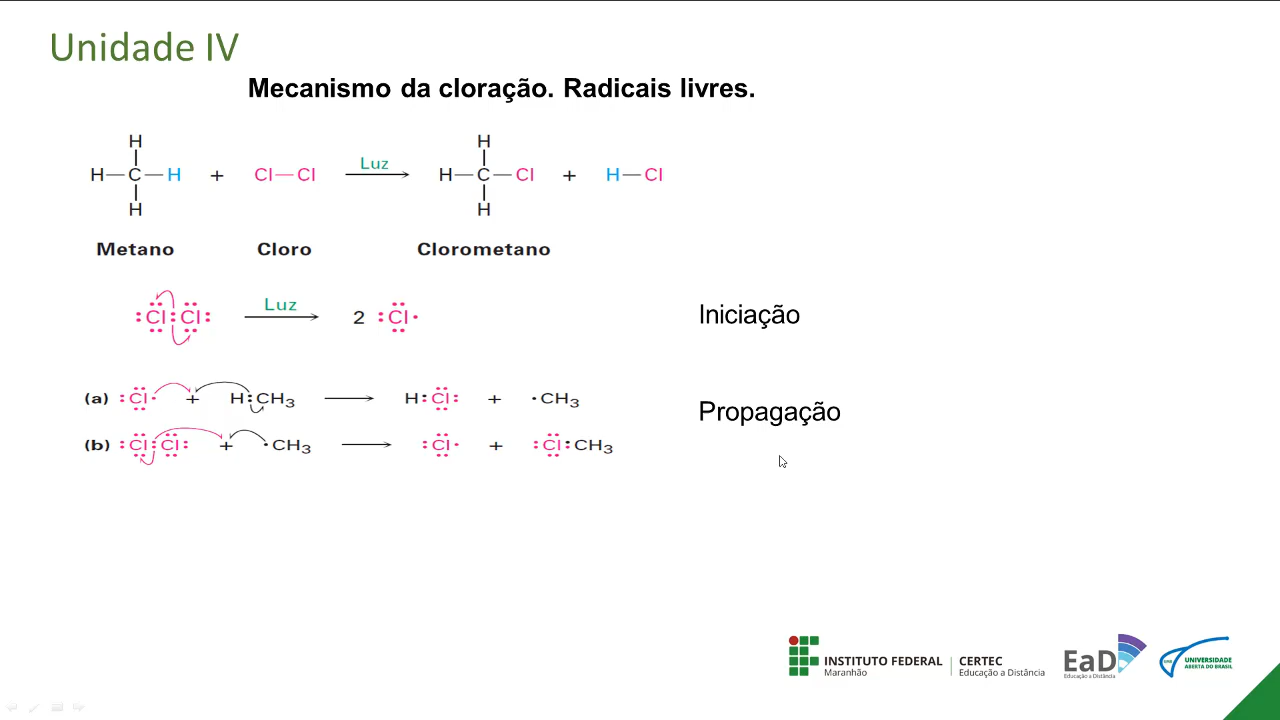 Unidade IV
Mecanismo da cloração. Radicais livres.
H
H—C—H + Cl—Cl Luz H—C—Cl + H—Cl
H
H
H
Metano Cloro Clorometano
:Cl:Cl: Luz 2 :Cl· Iniciação
(a) :Cl· + H:CH3 H:Cl: + ·CH3
Propagação
(b) :Cl:Cl: + ·CH3 :Cl· + :Cl:CH3
INSTITUTO FEDERAL
Maranhão
CERTEC
Educação a Distância
EaD
Educação a Distância
UAB
UNIVERSIDADE
ABERTA DO BRASIL